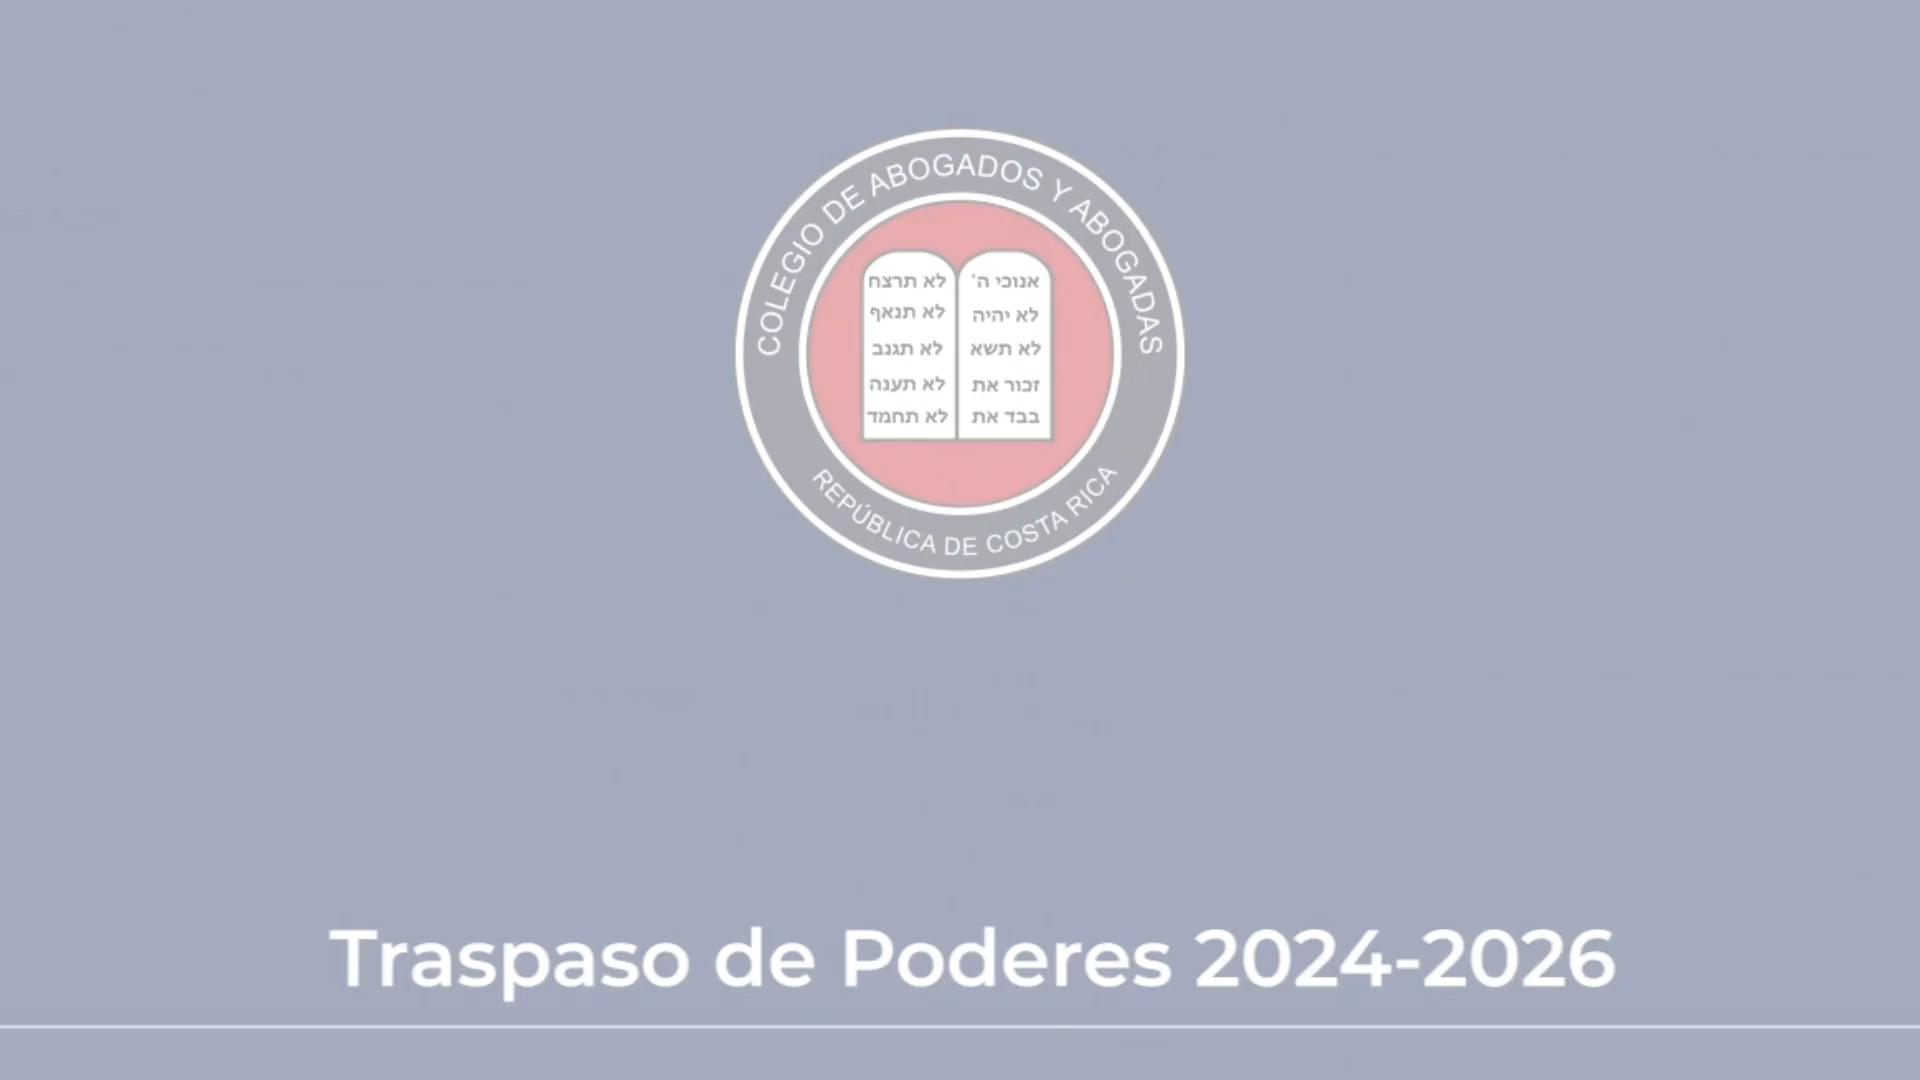 COLEGIO DE ABOGADOS Y ABOGADAS
אנוכי ה'
לא יהיה
לא תשא
זכור את
בבד את
לא תרצח
לא תנאף
לא תגנב
לא תענה
לא תחמד
REPÚBLICA DE COSTA RICA
Traspaso de Poderes 2024-2026